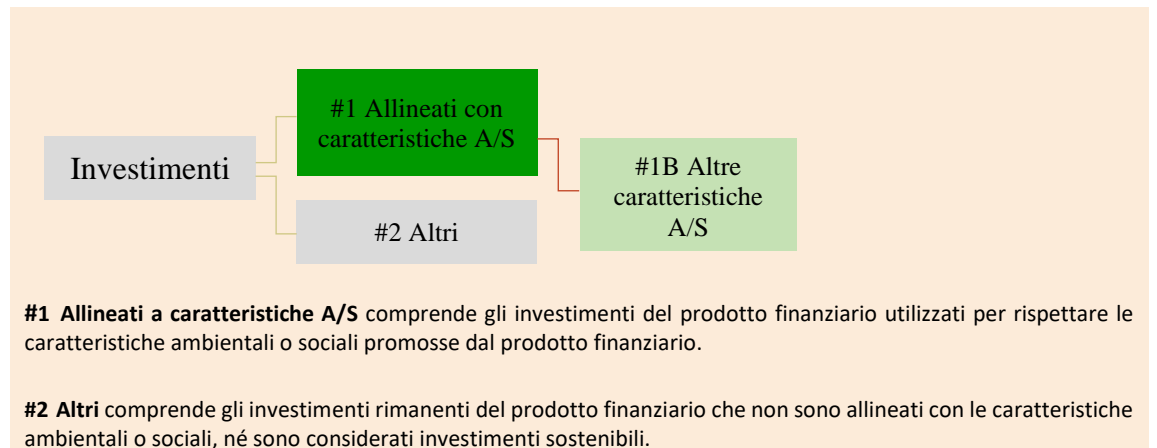 #1 Allineati con
caratteristiche A/S
Investimenti
#1B Altre
caratteristiche
A/S
#2 Altri
#1 Allineati a caratteristiche A/S comprende gli investimenti del prodotto finanziario utilizzati per rispettare le
caratteristiche ambientali o sociali promosse dal prodotto finanziario.
#2 Altri comprende gli investimenti rimanenti del prodotto finanziario che non sono allineati con le caratteristiche
ambientali o sociali, né sono considerati investimenti sostenibili.